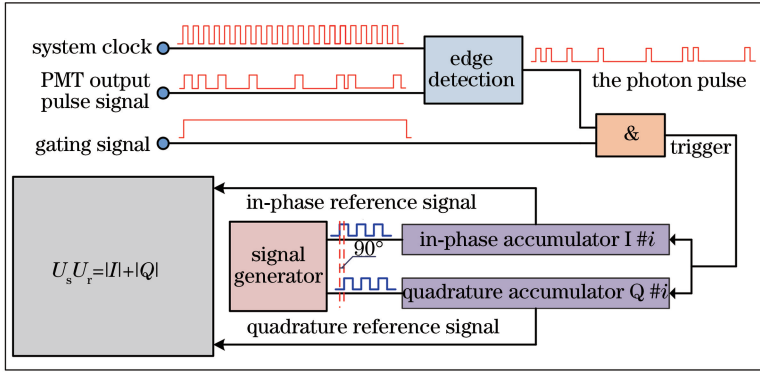 system clock
PMT output
pulse signal
gating signal
edge
detection
the photon pulse
&
trigger
in-phase reference signal
signal
generator
90°
in-phase accumulator I #i
quadrature accumulator Q #i
quadrature reference signal
UsUr=|I|+|Q|